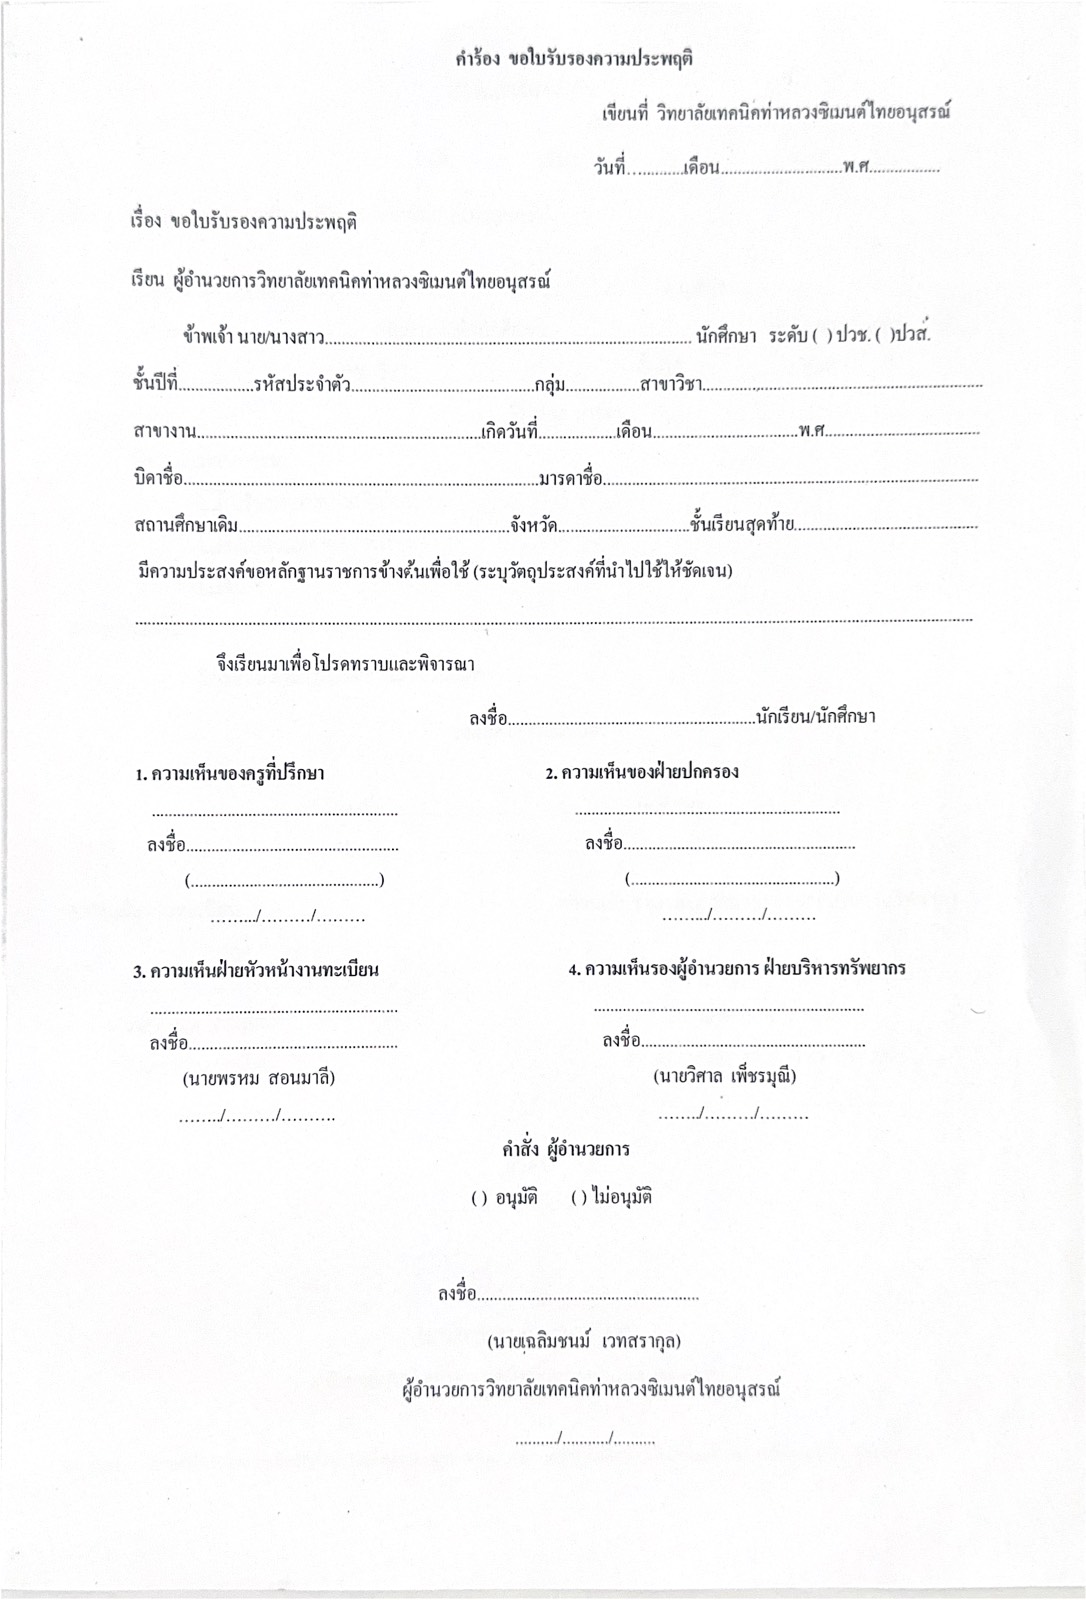 คำร้อง ขอใบรับรองความประพฤติ
เขียนที่ วิทยาลัยเทคนิคท่าหลวงซิเมนต์ไทยอนุสรณ์
วันที่.............เดือน.............................พ.ศ.................
เรื่อง ขอใบรับรองความประพฤติ
เรียน ผู้อำนวยการวิทยาลัยเทคนิคท่าหลวงซิเมนต์ไทยอนุสรณ์
ข้าพเจ้า นาย/นางสาว....................................................................................... นักศึกษา ระดับ ( ) ปวช. ( )ปวส.
ชั้นปีที่..................รหัสประจำตัว............................................กลุ่ม..................สาขาวิชา...................................................................
สาขางาน....................................................................เกิดวันที่...................เดือน...................................พ.ศ.....................................
บิดาชื่อ.....................................................................................มารดาชื่อ..........................................................................................
สถานศึกษาเดิม.................................................................จังหวัด................................ชั้นเรียนสุดท้าย............................................
มีความประสงค์ขอหลักฐานราชการข้างต้นเพื่อใช้ (ระบุวัตถุประสงค์ที่นำไปใช้ไห้ชัดเจน)
........................................................................................................................................................................................................
จึงเรียนมาเพื่อโปรดทราบและพิจารณา
ลงชื่อ...........................................................นักเรียน/นักศึกษา
1. ความเห็นของครูที่ปรึกษา 2. ความเห็นของฝ่ายปกครอง
........................................................... ...............................................................
ลงชื่อ.................................................. ลงชื่อ.......................................................
(.............................................) (................................................)
………/………/……… ………/………/………
3. ความเห็นฝ่ายหัวหน้างานทะเบียน 4. ความเห็นรองผู้อำนวยการ ฝ่ายบริหารทรัพยากร
........................................................... ................................................................
ลงชื่อ.................................................. ลงชื่อ.....................................................
(นายพรหม สอนมาลี) (นายวิศาล เพ็ชรมุณี)
………/………/………. ………/………/………
คำสั่ง ผู้อำนวยการ
( ) อนุมัติ ( ) ไม่อนุมัติ
ลงชื่อ.....................................................
(นายเฉลิมชนม์ เวทสรากุล)
ผู้อำนวยการวิทยาลัยเทคนิคท่าหลวงซิเมนต์ไทยอนุสรณ์
........../.........../..........